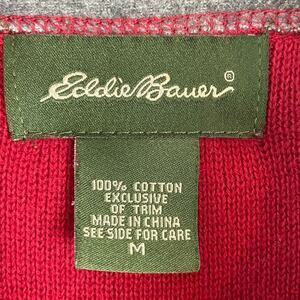 Eddie Bauer®
100% COTTON
EXCLUSIVE
OF TRIM
MADE IN CHINA
SEE SIDE FOR CARE
M